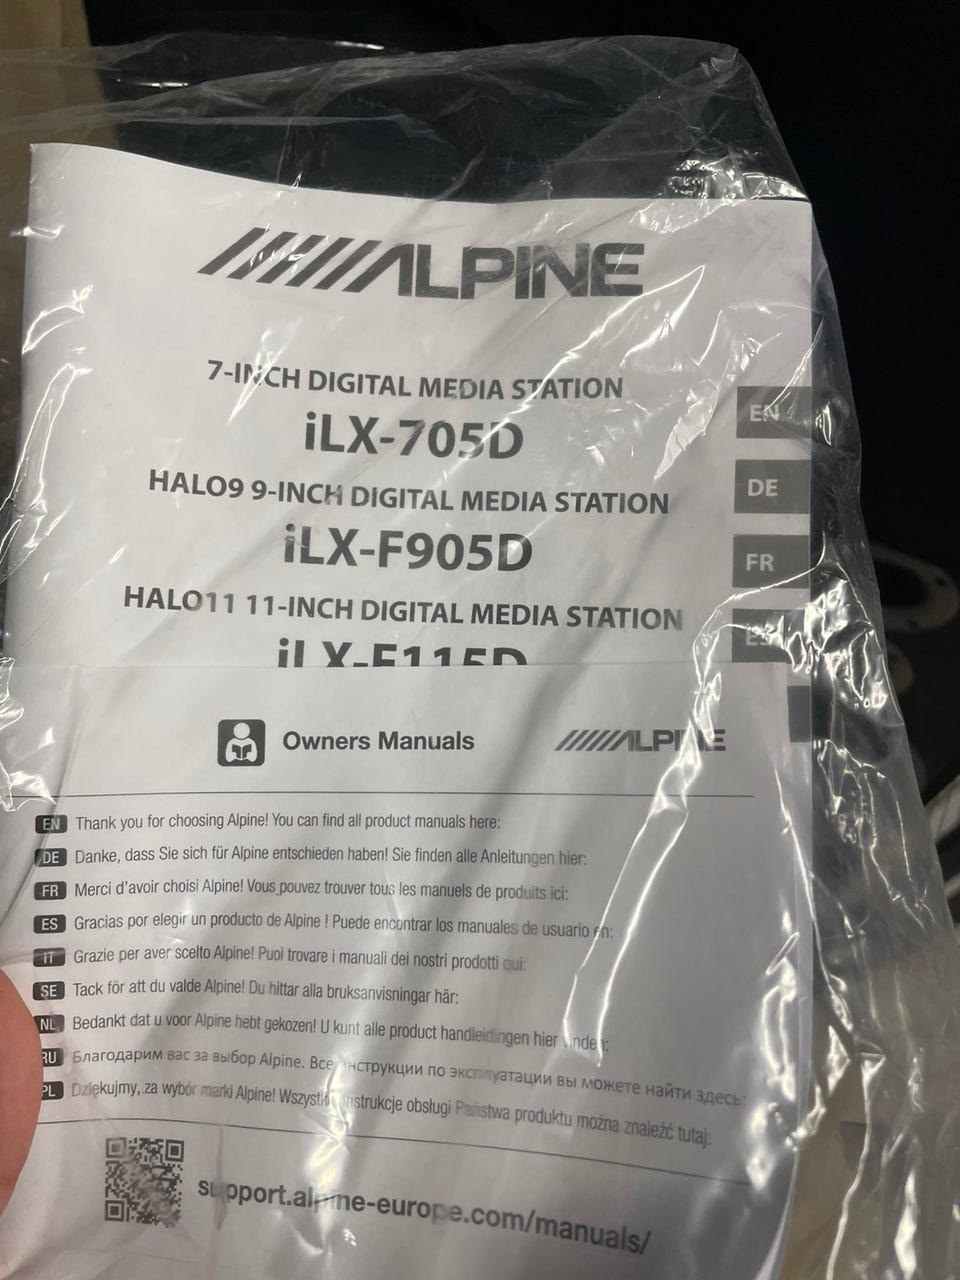 ALPINE
7-INCH DIGITAL MEDIA STATION
iLX-705D
HALO9 9-INCH DIGITAL MEDIA STATION
iLX-F905D
HALO11 11-INCH DIGITAL MEDIA STATION
iLX-F115D
EN
DE
FR
ES
Owners Manuals
ALPINE
EN Thank you for choosing Alpine! You can find all product manuals here:
DE Danke, dass Sie sich für Alpine entschieden haben! Sie finden alle Anleitungen hier:
FR Merci d'avoir choisi Alpine! Vous pouvez trouver tous les manuels de produits ici:
ES Gracias por elegir un producto de Alpine ! Puede encontrar los manuales de usuario en:
IT Grazie per aver scelto Alpine! Puoi trovare i manuali dei nostri prodotti qui:
SE Tack för att du valde Alpine! Du hittar alla bruksanvisningar här:
NL Bedankt dat u voor Alpine hebt gekozen! U kunt alle product handleidingen hier vinden:
RU Благодарим вас за выбор Alpine. Все инструкции по эксплуатации вы можете найти здесь:
PL Dziękujmy, za wybór marki Alpine! Wszystkie instrukcje obsługi Państwa produktu można znaleźć tutaj:
support.alpine-europe.com/manuals/